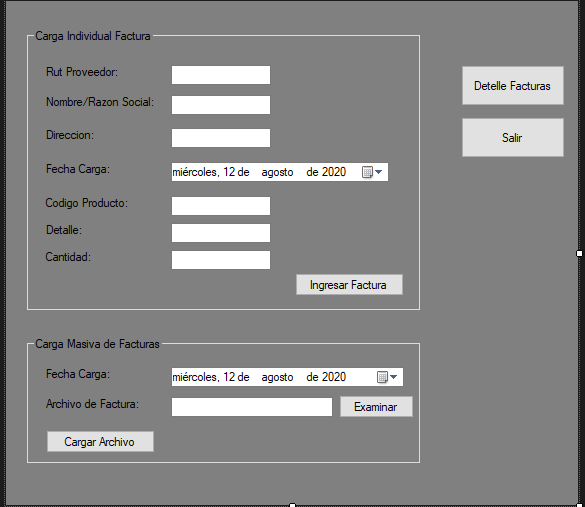 Carga Individual Factura
Rut Proveedor:
Nombre/Razon Social:
Direccion:
Fecha Carga: miércoles, 12 de agosto de 2020
Codigo Producto:
Detalle:
Cantidad:
Ingresar Factura
Detelle Facturas
Salir
Carga Masiva de Facturas
Fecha Carga: miércoles, 12 de agosto de 2020
Archivo de Factura: Examinar
Cargar Archivo